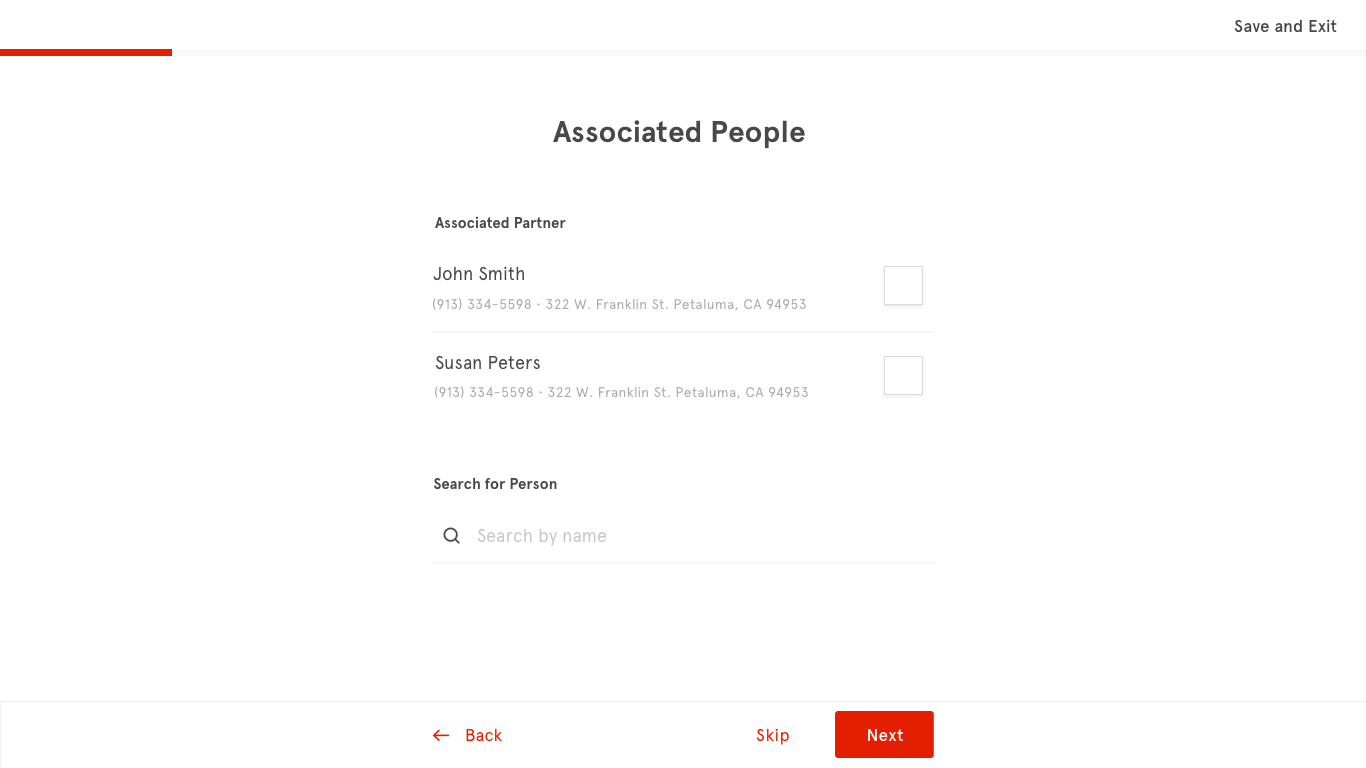 Save and Exit
Associated People
Associated Partner
John Smith
(913) 334-5598 • 322 W. Franklin St. Petaluma, CA 94953
Susan Peters
(913) 334-5598 • 322 W. Franklin St. Petaluma, CA 94953
Search for Person
Search by name
Back
Skip
Next